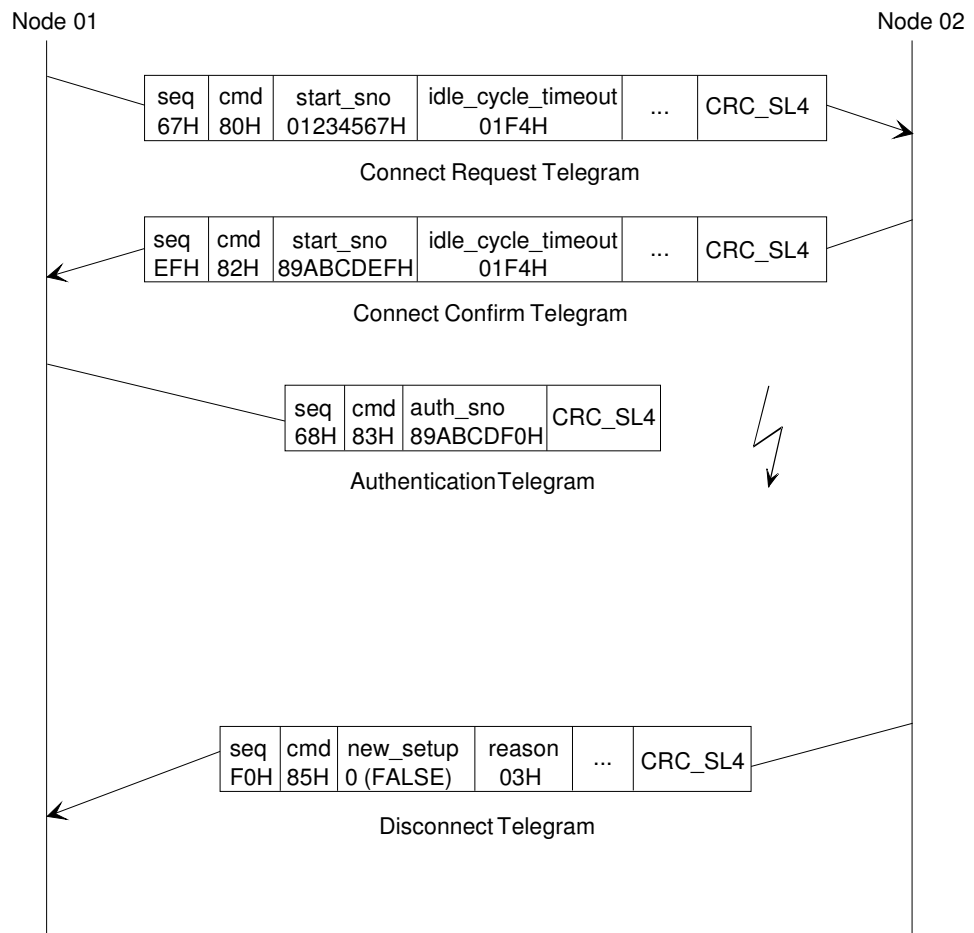 Node 01
Node 02
seq cmd start_sno idle_cycle_timeout ... CRC_SL4
67H 80H 01234567H 01F4H
Connect Request Telegram
seq cmd start_sno idle_cycle_timeout ... CRC_SL4
EFH 82H 89ABCDEFH 01F4H
Connect Confirm Telegram
seq cmd auth_sno CRC_SL4
68H 83H 89ABCDF0H
AuthenticationTelegram
seq cmd new_setup reason ... CRC_SL4
F0H 85H 0 (FALSE) 03H
Disconnect Telegram